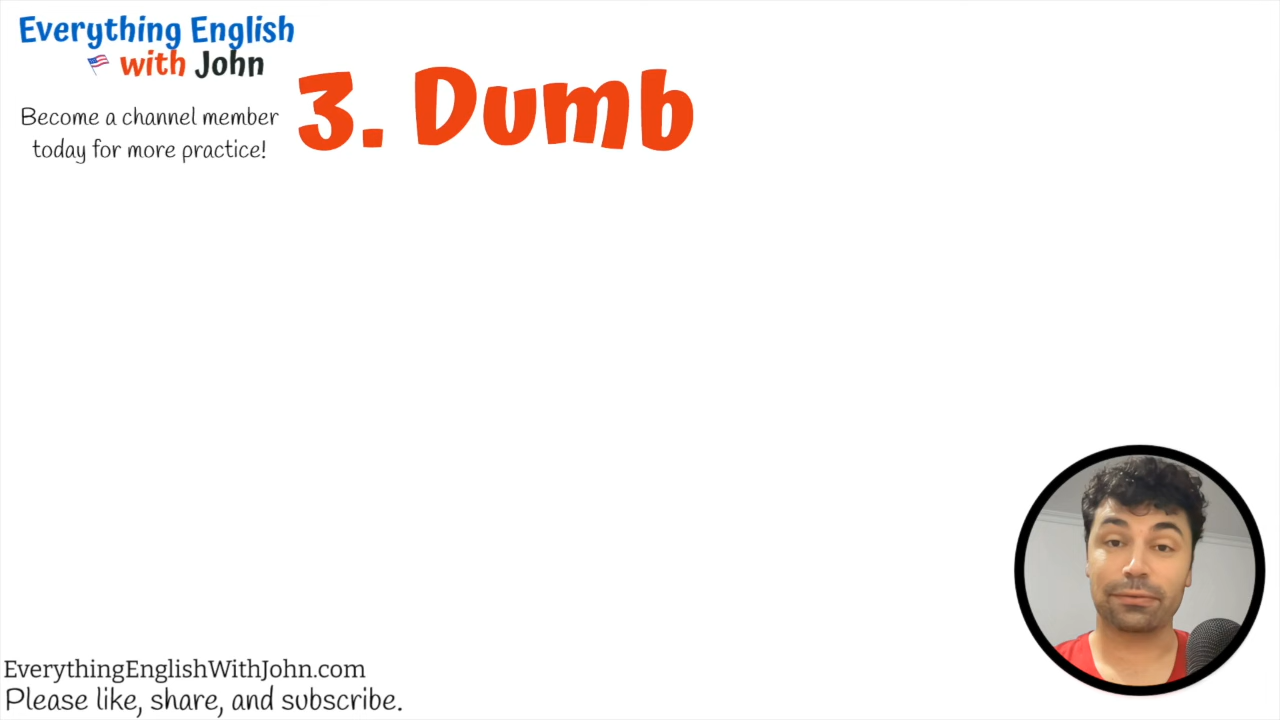 Everything English
with John
Become a channel member
today for more practice!
3. Dumb
EverythingEnglishWithJohn.com
Please like, share, and subscribe.